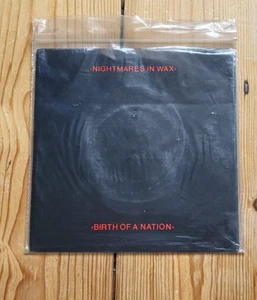 ·NIGHTMARES IN WAX·
·BIRTH OF A NATION·